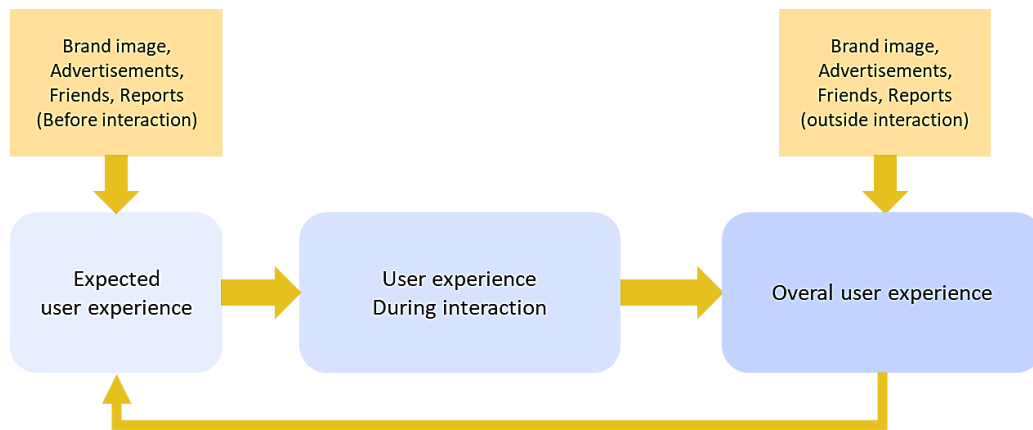 Brand image,
Advertisements,
Friends, Reports
(Before interaction)
Brand image,
Advertisements,
Friends, Reports
(outside interaction)
Expected
user experience
User experience
During interaction
Overal user experience